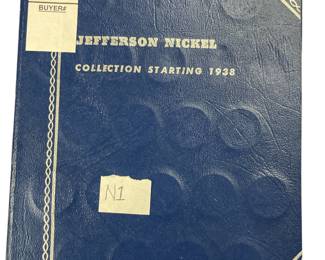 BUYER#
JEFFERSON NICKEL
COLLECTION STARTING 1938
N1